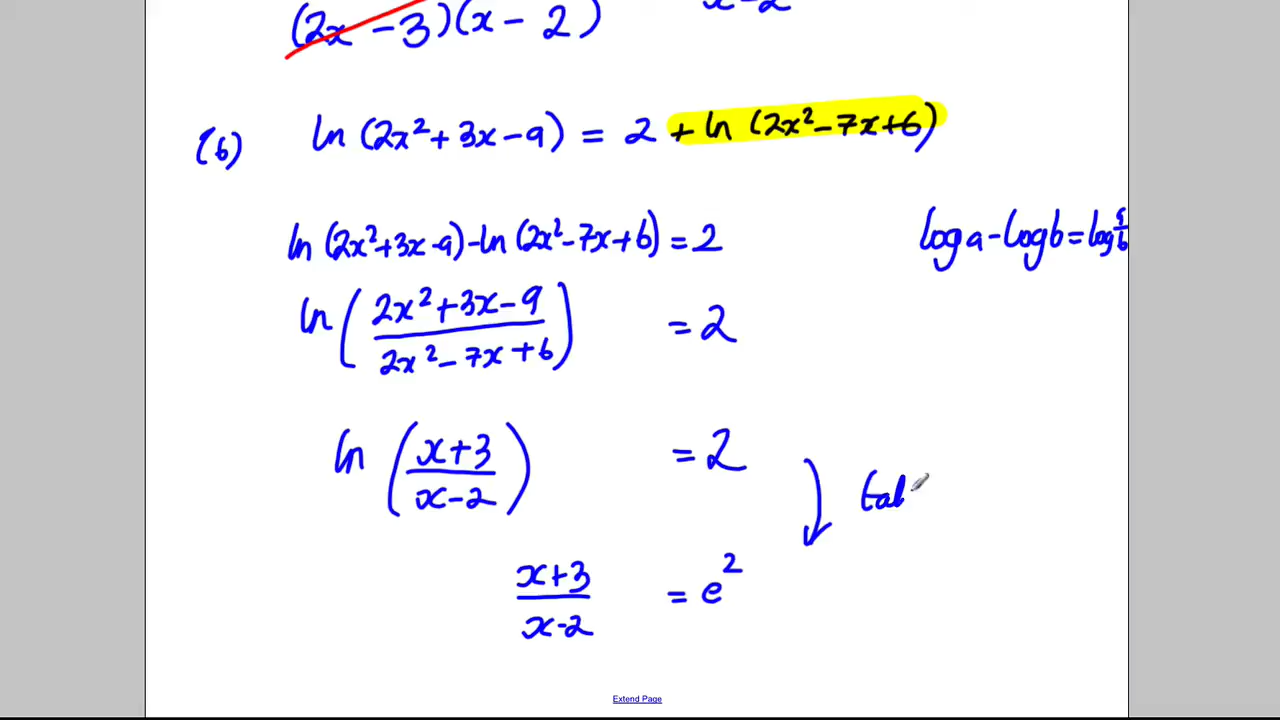 (2x - 3)(x - 2)    x - 2
(b) ln (2x² + 3x - 9) = 2 + ln (2x² - 7x + 6)
ln (2x² + 3x - 9) - ln (2x² - 7x + 6) = 2    log a - log b = log a/b
ln ( (2x² + 3x - 9) / (2x² - 7x + 6) ) = 2
ln ( (x + 3) / (x - 2) ) = 2
(x + 3) / (x - 2) = e²
Extend Page